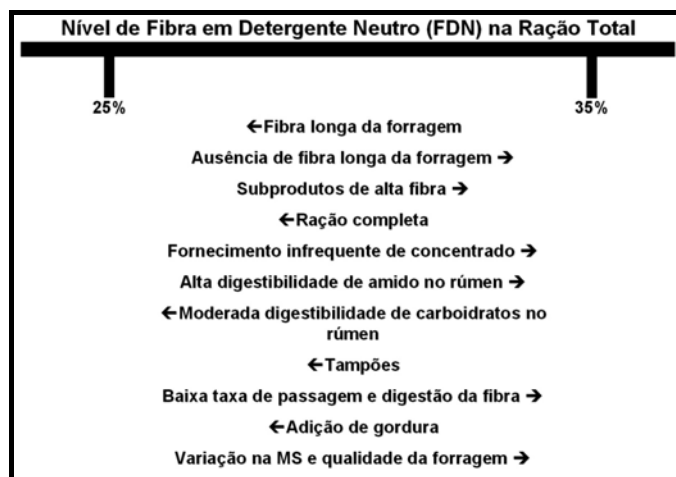 Nível de Fibra em Detergente Neutro (FDN) na Ração Total
25% 35%
←Fibra longa da forragem
Ausência de fibra longa da forragem →
Subprodutos de alta fibra →
←Ração completa
Fornecimento infrequente de concentrado →
Alta digestibilidade de amido no rúmen →
←Moderada digestibilidade de carboidratos no
rúmen
←Tampões
Baixa taxa de passagem e digestão da fibra →
←Adição de gordura
Variação na MS e qualidade da forragem →